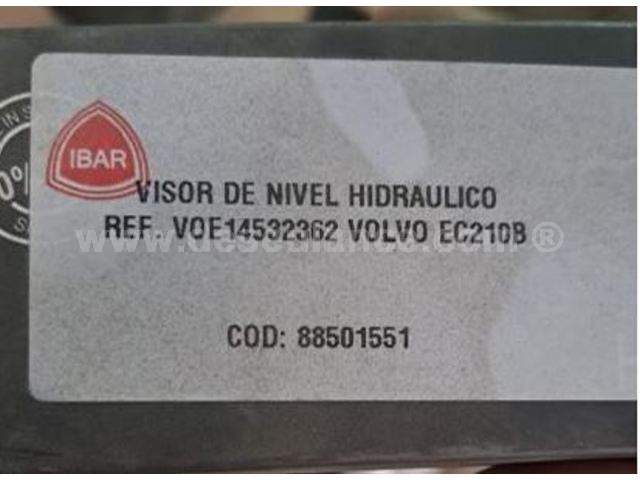 IBAR
VISOR DE NIVEL HIDRAULICO
REF. VOE14532362 VOLVO EC210B
COD: 88501551